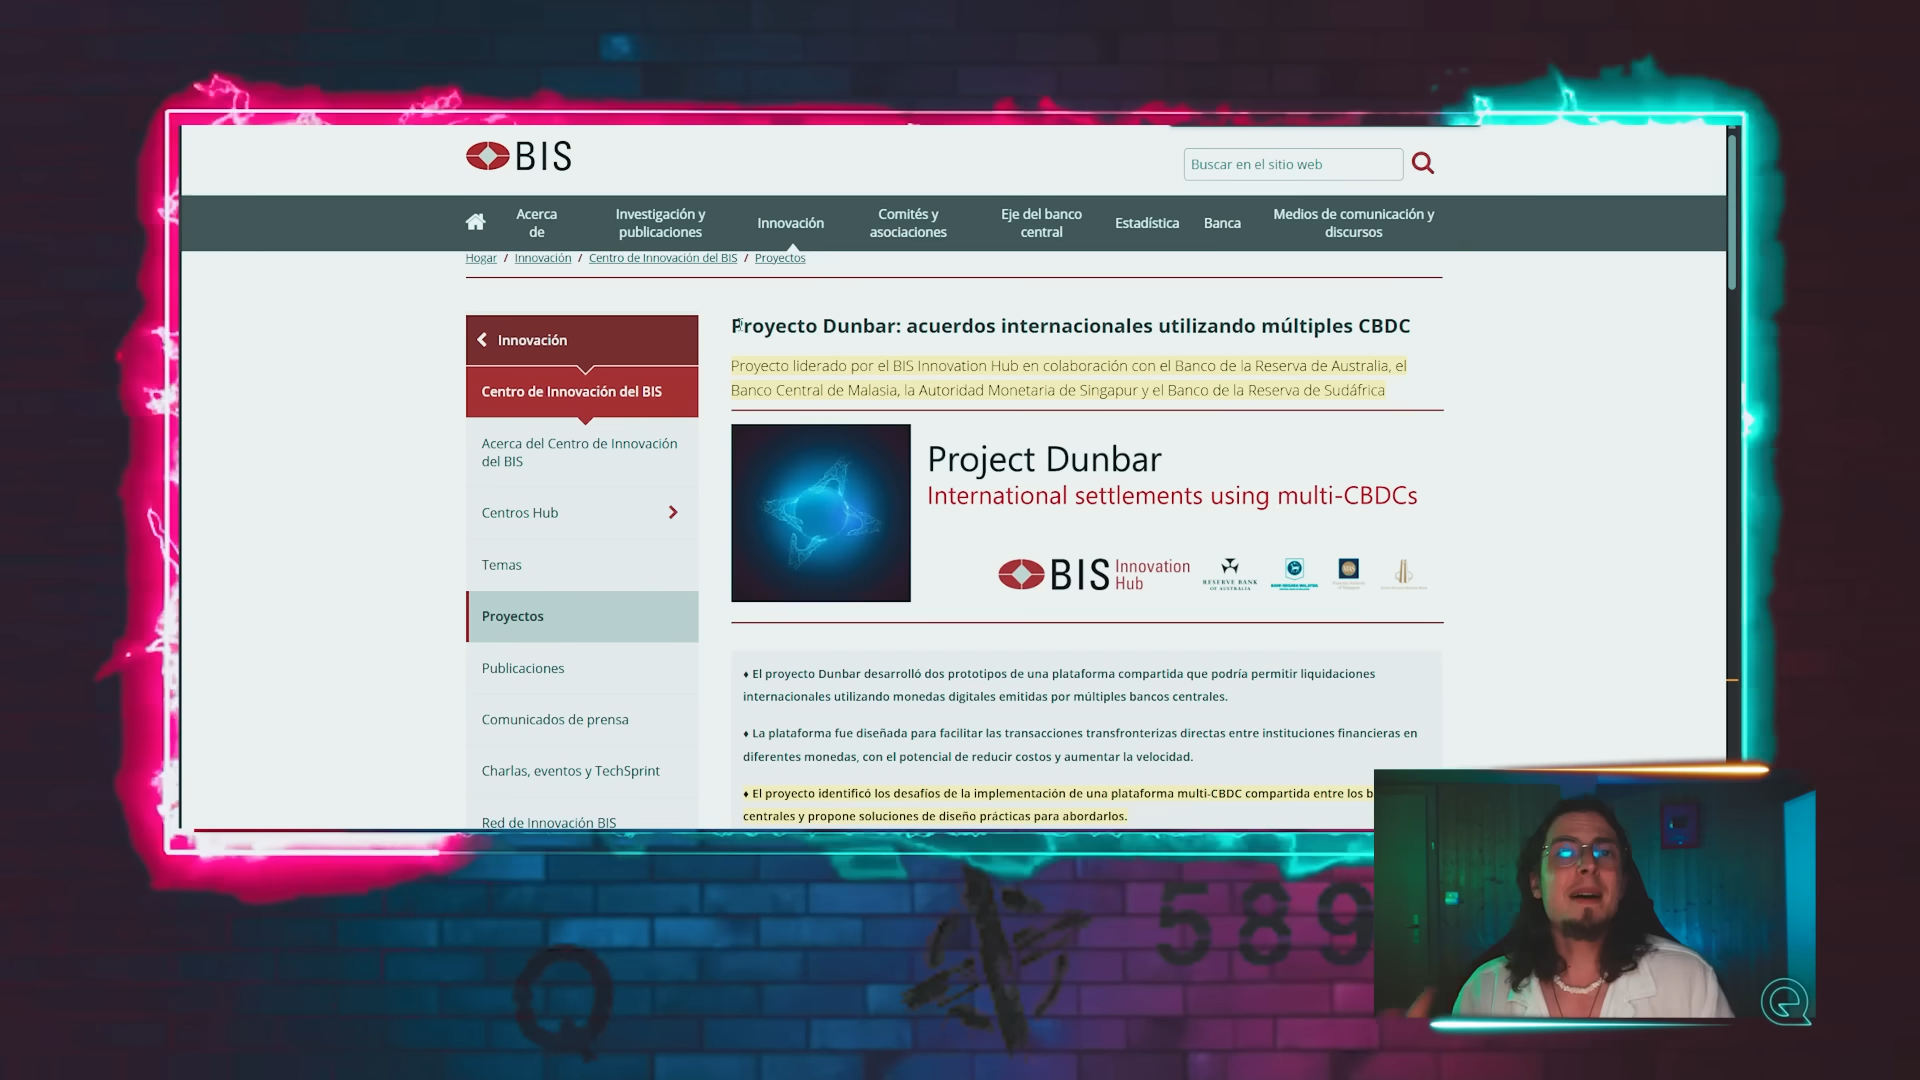 BIS
Buscar en el sitio web
Acerca de
Investigación y publicaciones
Innovación
Comités y asociaciones
Eje del banco central
Estadística
Banca
Medios de comunicación y discursos
Hogar / Innovación / Centro de Innovación del BIS / Proyectos
Innovación
Centro de Innovación del BIS
Acerca del Centro de Innovación
del BIS
Centros Hub
Temas
Proyectos
Publicaciones
Comunicados de prensa
Charlas, eventos y TechSprint
Red de Innovación BIS
Proyecto Dunbar: acuerdos internacionales utilizando múltiples CBDC
Proyecto liderado por el BIS Innovation Hub en colaboración con el Banco de la Reserva de Australia, el
Banco Central de Malasia, la Autoridad Monetaria de Singapur y el Banco de la Reserva de Sudáfrica
Project Dunbar
International settlements using multi-CBDCs
BIS Innovation Hub
RESERVE BANK
OF AUSTRALIA
♦ El proyecto Dunbar desarrolló dos prototipos de una plataforma compartida que podría permitir liquidaciones
internacionales utilizando monedas digitales emitidas por múltiples bancos centrales.
♦ La plataforma fue diseñada para facilitar las transacciones transfronterizas directas entre instituciones financieras en
diferentes monedas, con el potencial de reducir costos y aumentar la velocidad.
♦ El proyecto identificó los desafíos de la implementación de una plataforma multi-CBDC compartida entre los b
centrales y propone soluciones de diseño prácticas para abordarlos.
Q
589